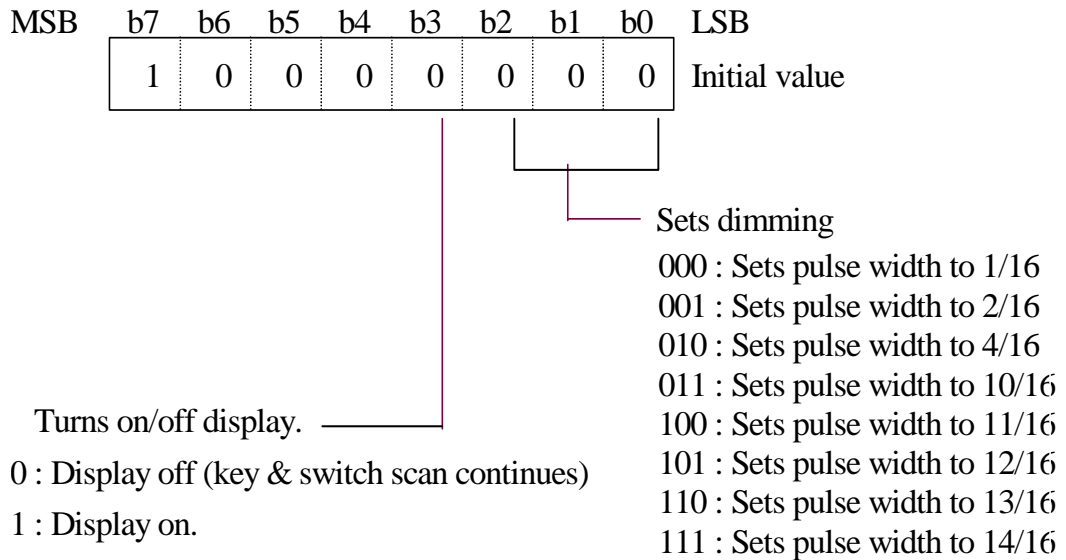 MSB b7 b6 b5 b4 b3 b2 b1 b0 LSB
1 0 0 0 0 0 0 0 Initial value
Sets dimming
000 : Sets pulse width to 1/16
001 : Sets pulse width to 2/16
010 : Sets pulse width to 4/16
011 : Sets pulse width to 10/16
100 : Sets pulse width to 11/16
101 : Sets pulse width to 12/16
110 : Sets pulse width to 13/16
111 : Sets pulse width to 14/16
Turns on/off display.
0 : Display off (key & switch scan continues)
1 : Display on.